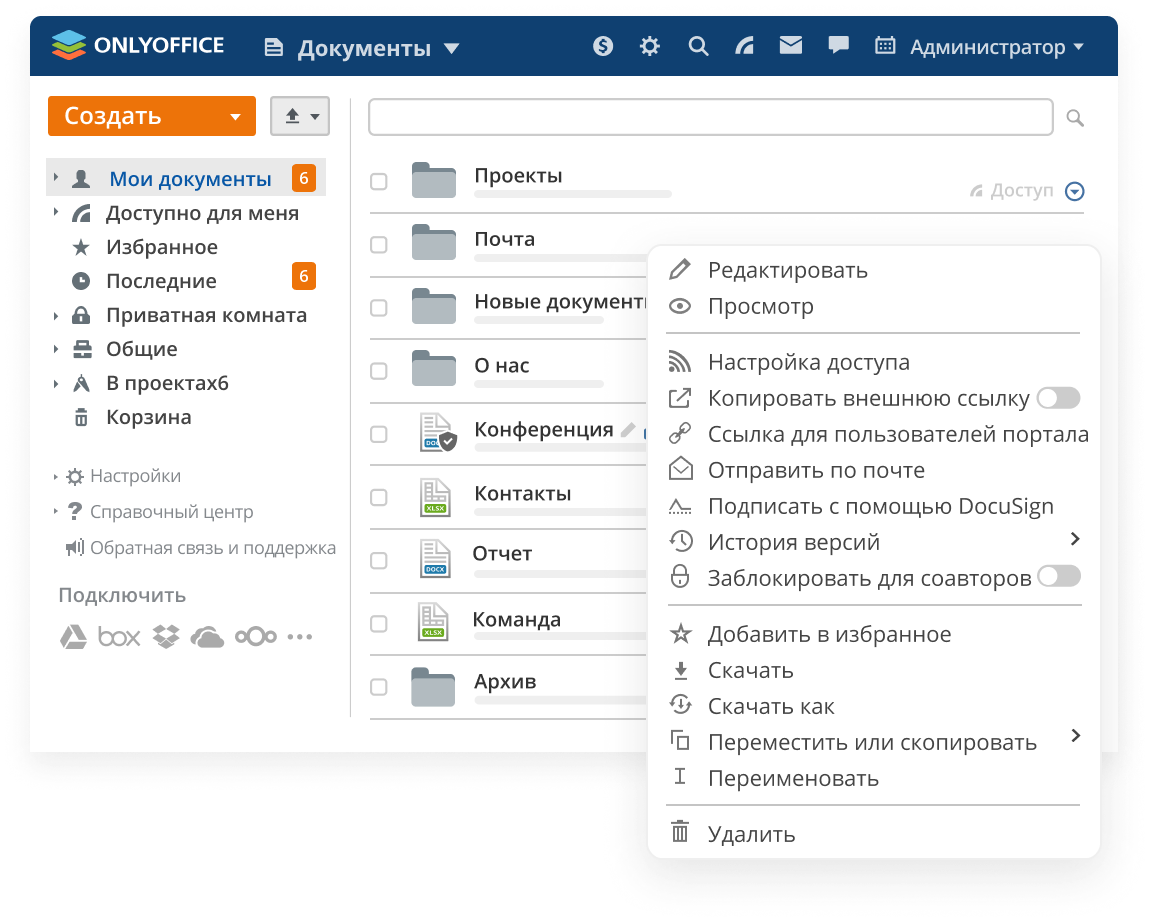 ONLYOFFICE
Документы
Администратор
Создать
Мои документы 6
Доступно для меня
Избранное
Последние 6
Приватная комната
Общие
В проектах6
Корзина
Настройки
Справочный центр
Обратная связь и поддержка
Подключить
box
Проекты
Доступ
Почта
Новые документ
О нас
Конференция
Контакты
XLSX
Отчет
DOCX
Команда
XLSX
Архив
Редактировать
Просмотр
Настройка доступа
Копировать внешнюю ссылку
Ссылка для пользователей портала
Отправить по почте
Подписать с помощью DocuSign
История версий
Заблокировать для соавторов
Добавить в избранное
Скачать
Скачать как
Переместить или скопировать
Переименовать
Удалить